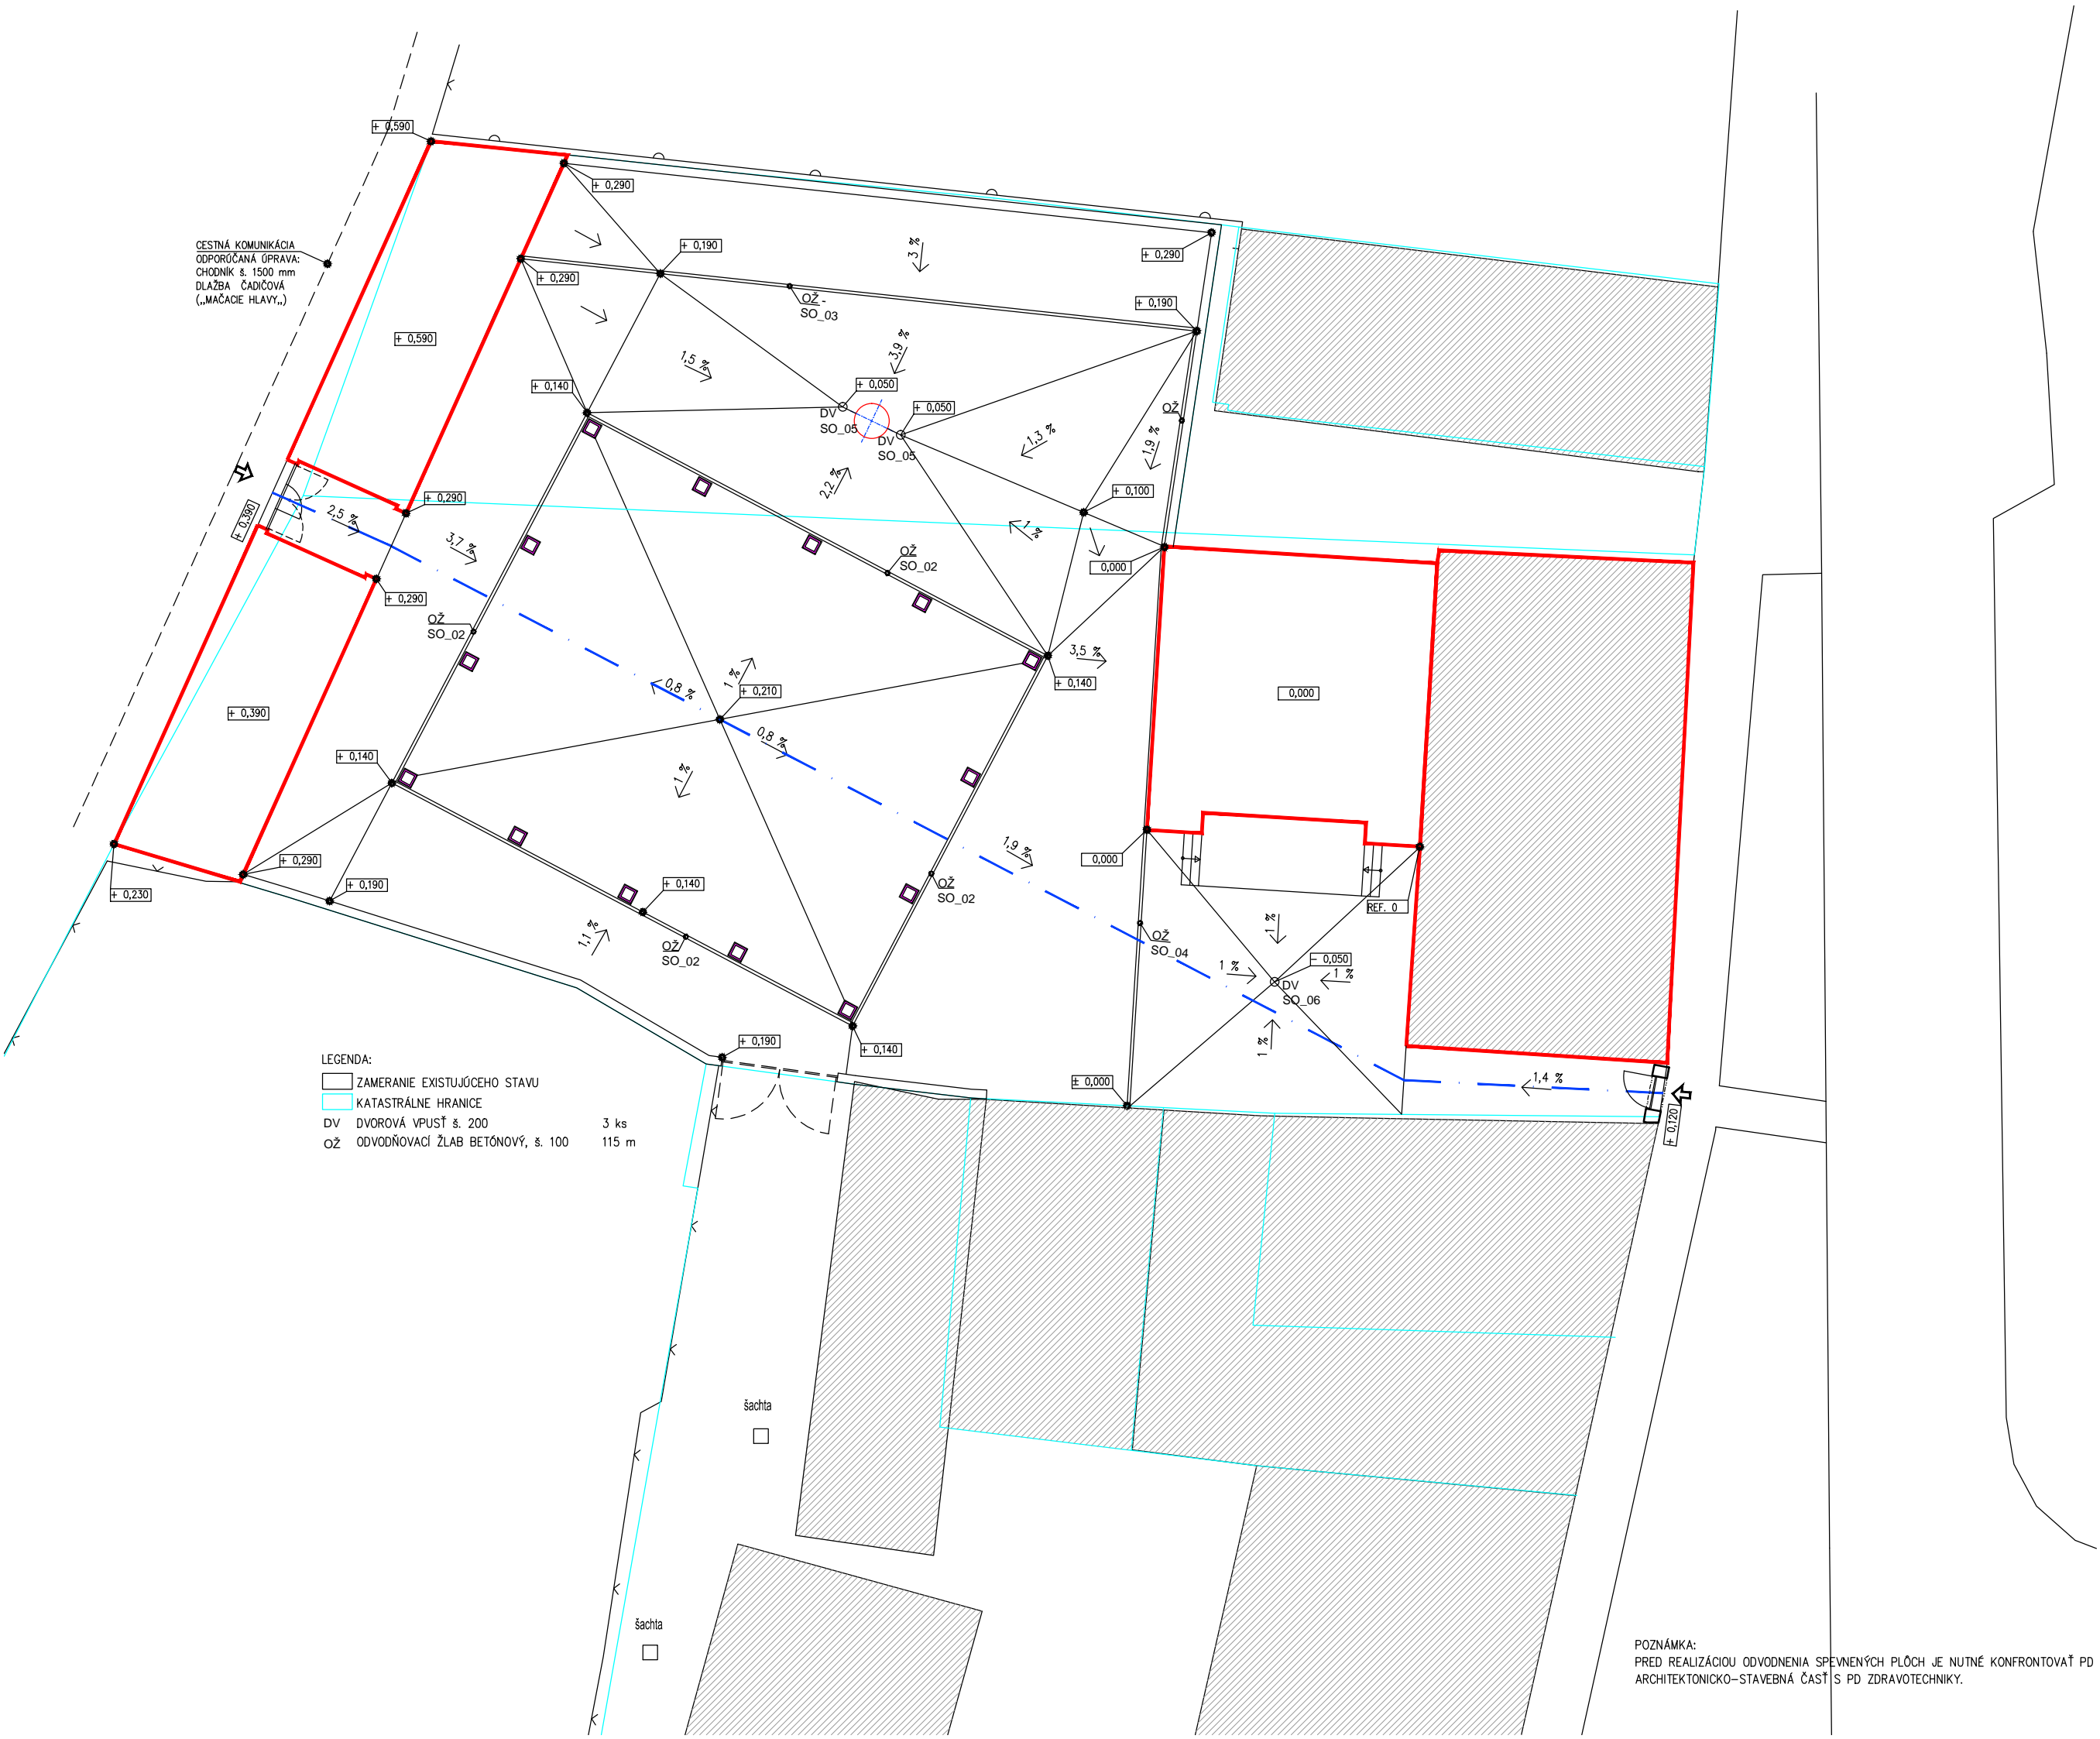 + 0,590
+ 0,290
CESTNÁ KOMUNIKÁCIA
ODPORÚČANÁ ÚPRAVA:
CHODNÍK š. 1500 mm
DLAŽBA ČADIČOVÁ
(„MAČACIE HLAVY„)
+ 0,190
3 %
+ 0,290
+ 0,290
OŽ -
SO_03
+ 0,190
+ 0,590
1,5 %
3,9 %
+ 0,140
+ 0,050
DV
SO_05
+ 0,050
DV
SO_05
OŽ
1,3 %
1,9 %
2,2 %
+ 0,290
+ 0,100
+ 0,390
2,5 %
3,7 %
1 %
OŽ
SO_02
0,000
+ 0,290
OŽ
SO_02
3,5 %
+ 0,140
0,8 %
1 %
+ 0,210
0,000
+ 0,390
0,8 %
+ 0,140
1 %
1,9 %
0,000
+ 0,290
+ 0,190
+ 0,230
+ 0,140
OŽ
SO_02
REF. 0
1,1 %
OŽ
SO_02
OŽ
SO_04
1 %
1 %
- 0,050
1 %
DV
SO_06
1 %
+ 0,190
+ 0,140
± 0,000
1,4 %
+ 0,120
LEGENDA:
ZAMERANIE EXISTUJÚCEHO STAVU
KATASTRÁLNE HRANICE
DV DVOROVÁ VPUSŤ š. 200 3 ks
OŽ ODVODŇOVACÍ ŽLAB BETÓNOVÝ, š. 100 115 m
šachta
šachta
POZNÁMKA:
PRED REALIZÁCIOU ODVODNENIA SPEVNENÝCH PLÔCH JE NUTNÉ KONFRONTOVAŤ PD
ARCHITEKTONICKO-STAVEBNÁ ČASŤ S PD ZDRAVOTECHNIKY.